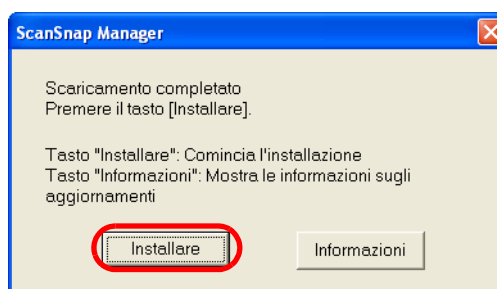 ScanSnap Manager
Scaricamento completato
Premere il tasto [Installare].
Tasto "Installare": Comincia l'installazione
Tasto "Informazioni": Mostra le informazioni sugli
aggiornamenti
Installare
Informazioni